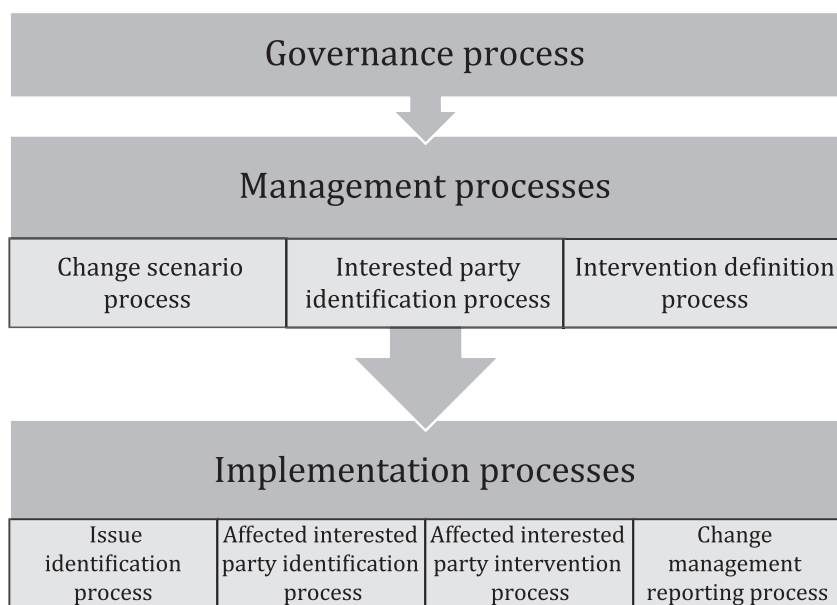 Governance process
Management processes
Change scenario
process
Interested party
identification process
Intervention definition
process
Implementation processes
Issue
identification
process
Affected interested
party identification
process
Affected interested
party intervention
process
Change
management
reporting process